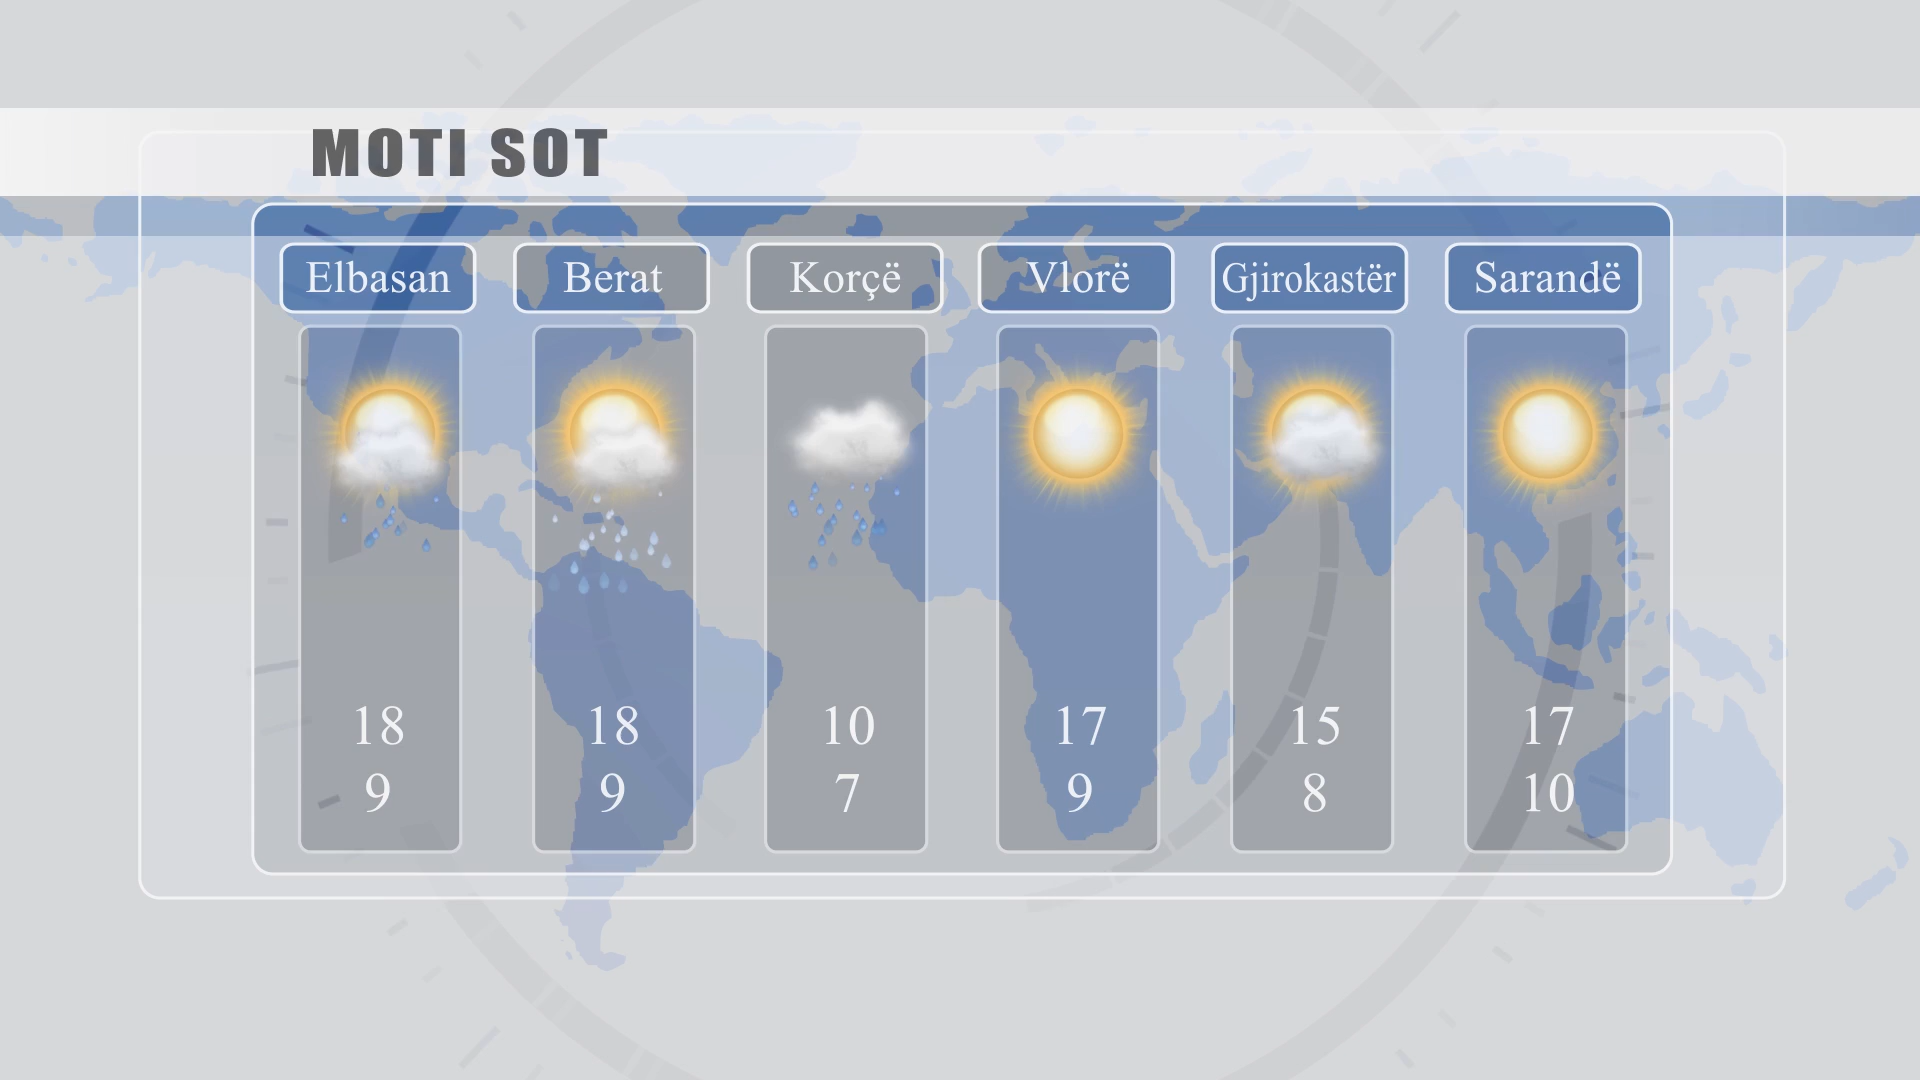 MOTI SOT
Elbasan
Berat
Korçë
Vlorë
Gjirokastër
Sarandë
18
18
10
17
15
17
9
9
7
9
8
10